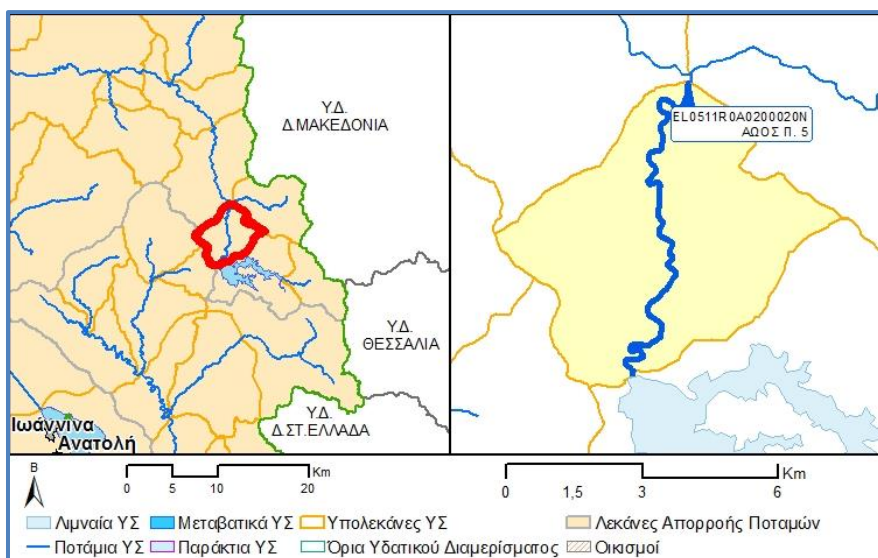 Υ.Δ.
Δ.ΜΑΚΕΔΟΝΙΑ
Υ.Δ.
ΘΕΣΣΑΛΙΑ
Υ.Δ.
Δ.ΣΤ.ΕΛΛΑΔΑ
Ιωάννινα
Ανατολή
EL0511R0A0200020N
ΑΩΟΣ Π. 5
Β
Km
0 5 10 20
Km
0 1,5 3 6
Λιμναία ΥΣ Μεταβατικά ΥΣ Υπολεκάνες ΥΣ Λεκάνες Απορροής Ποταμών
Ποτάμια ΥΣ Παράκτια ΥΣ Όρια Υδατικού Διαμερίσματος Οικισμοί